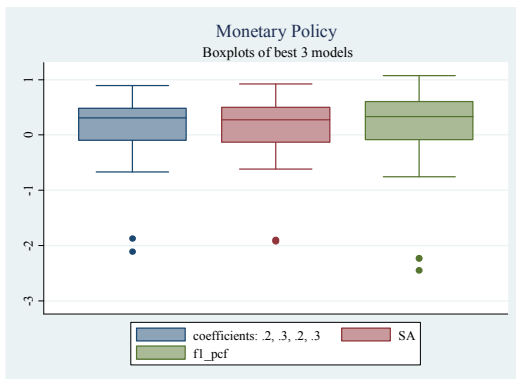 Monetary Policy
Boxplots of best 3 models
1
0
-1
-2
-3
coefficients: .2, .3, .2, .3
SA
f1_pcf